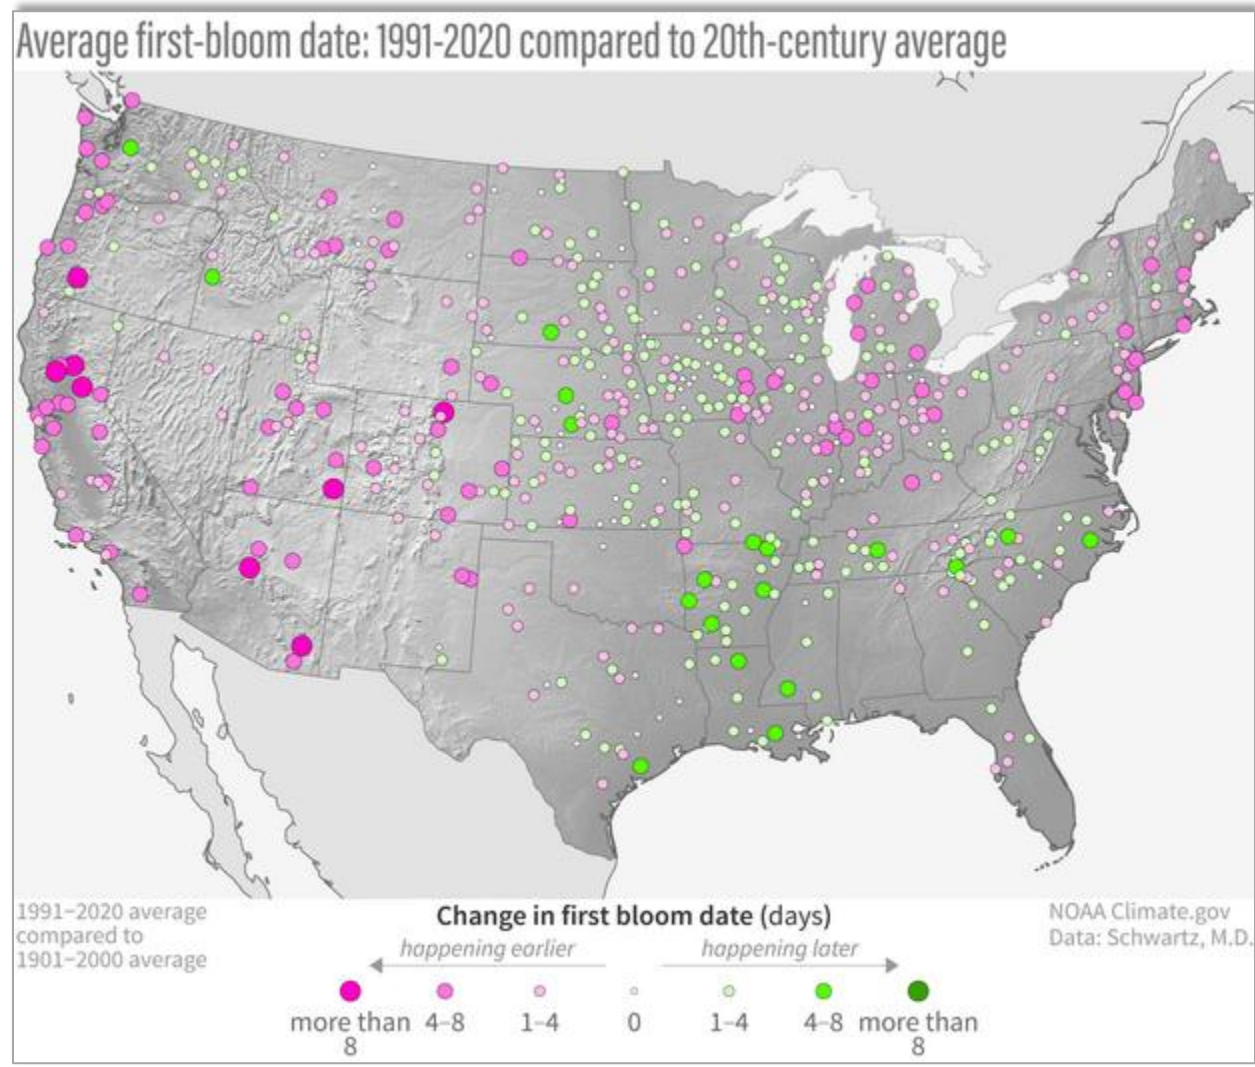 Average first-bloom date: 1991-2020 compared to 20th-century average
1991–2020 average
compared to
1901–2000 average
Change in first bloom date (days)
happening earlier
happening later
NOAA Climate.gov
Data: Schwartz, M.D.
more than 8
4–8
1–4
0
1–4
4–8
more than 8